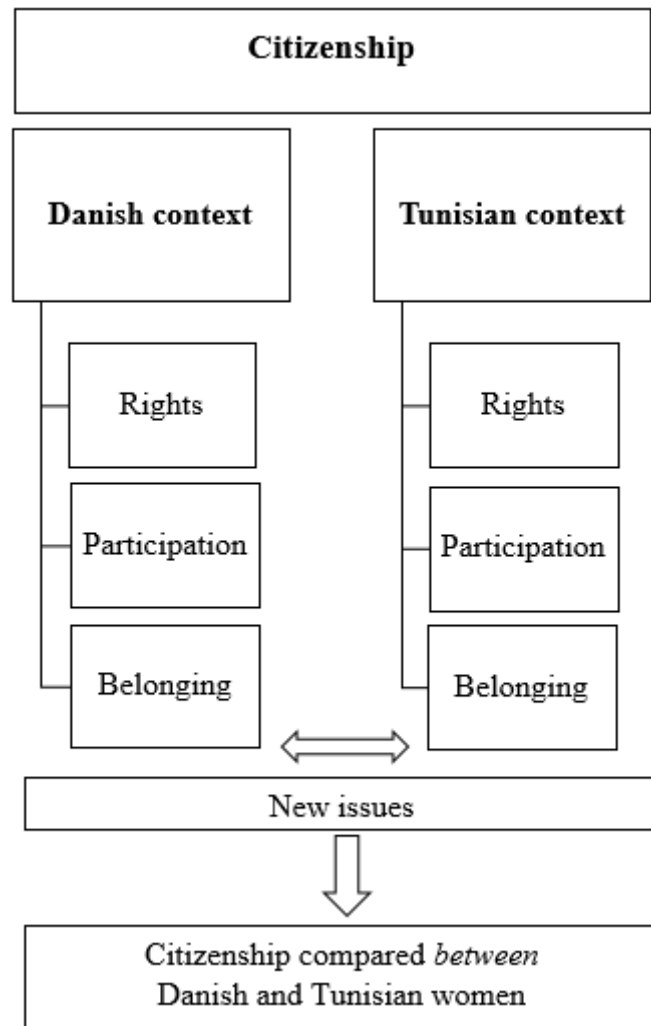 Citizenship
Danish context
Tunisian context
Rights
Rights
Participation
Participation
Belonging
Belonging
New issues
Citizenship compared between
Danish and Tunisian women